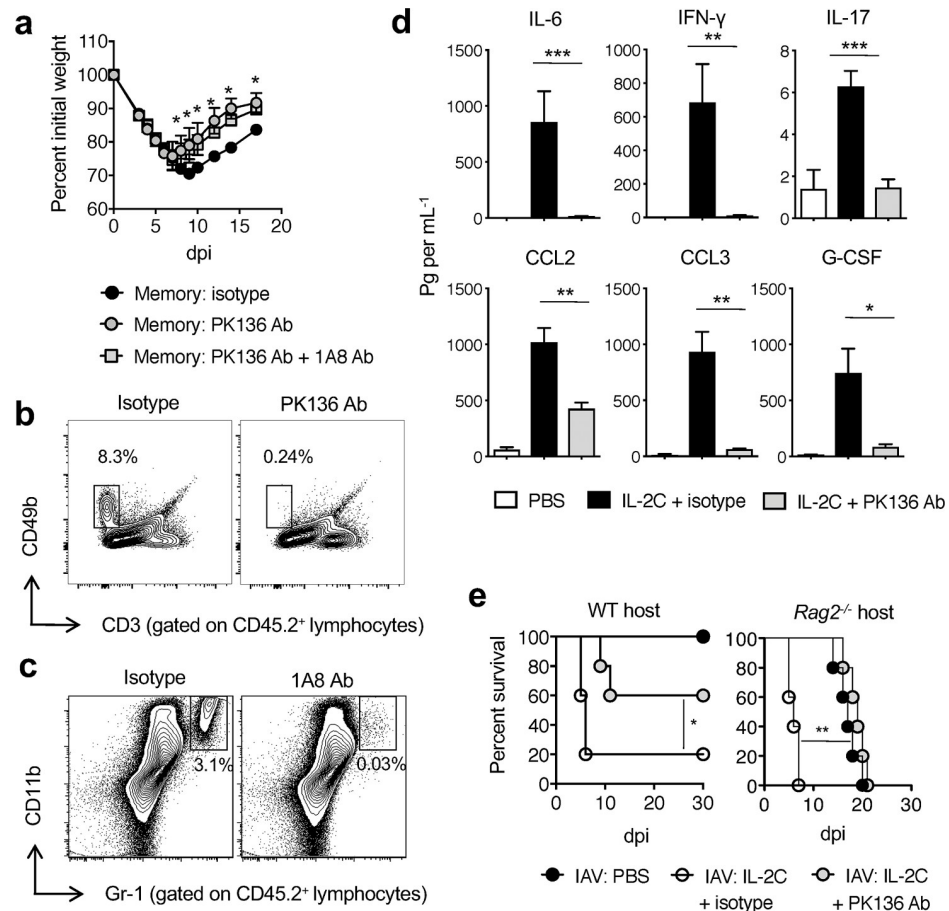 a
Percent initial weight
110
100
90
80
70
60
* * * * * *
0 5 10 15 20
dpi
Memory: isotype
Memory: PK136 Ab
Memory: PK136 Ab + 1A8 Ab
b
Isotype PK136 Ab
8.3% 0.24%
CD49b
CD3 (gated on CD45.2⁺ lymphocytes)
c
Isotype 1A8 Ab
3.1% 0.03%
CD11b
Gr-1 (gated on CD45.2⁺ lymphocytes)
d
Pg per mL⁻¹
IL-6
1500
1000
500
0
***
IFN-γ
1000
800
600
400
200
0
**
IL-17
8
6
4
2
0
***
CCL2
1500
1000
500
0
**
CCL3
1500
1000
500
0
**
G-CSF
1500
1000
500
0
*
PBS IL-2C + isotype IL-2C + PK136 Ab
e
WT host
Percent survival
100
80
60
40
20
0
*
0 10 20 30
dpi
Rag2⁻/⁻ host
100
80
60
40
20
0
**
0 10 20 30
dpi
IAV: PBS IAV: IL-2C IAV: IL-2C
+ isotype + PK136 Ab